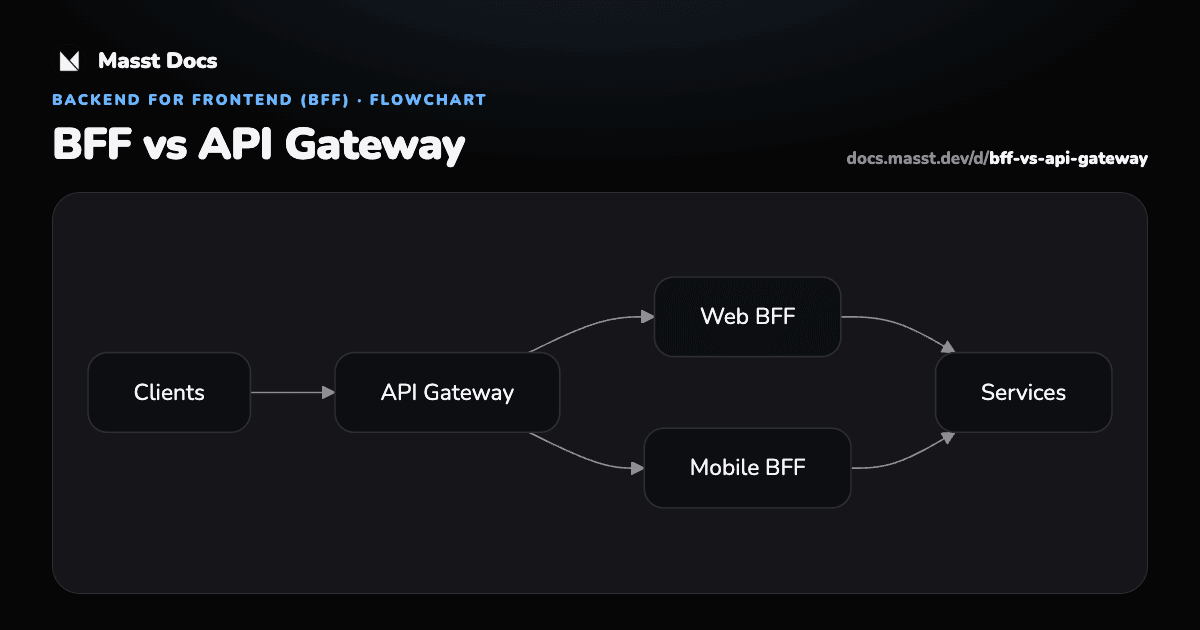 Masst Docs
BACKEND FOR FRONTEND (BFF) · FLOWCHART
BFF vs API Gateway
docs.masst.dev/d/bff-vs-api-gateway
Web BFF
Clients
API Gateway
Services
Mobile BFF